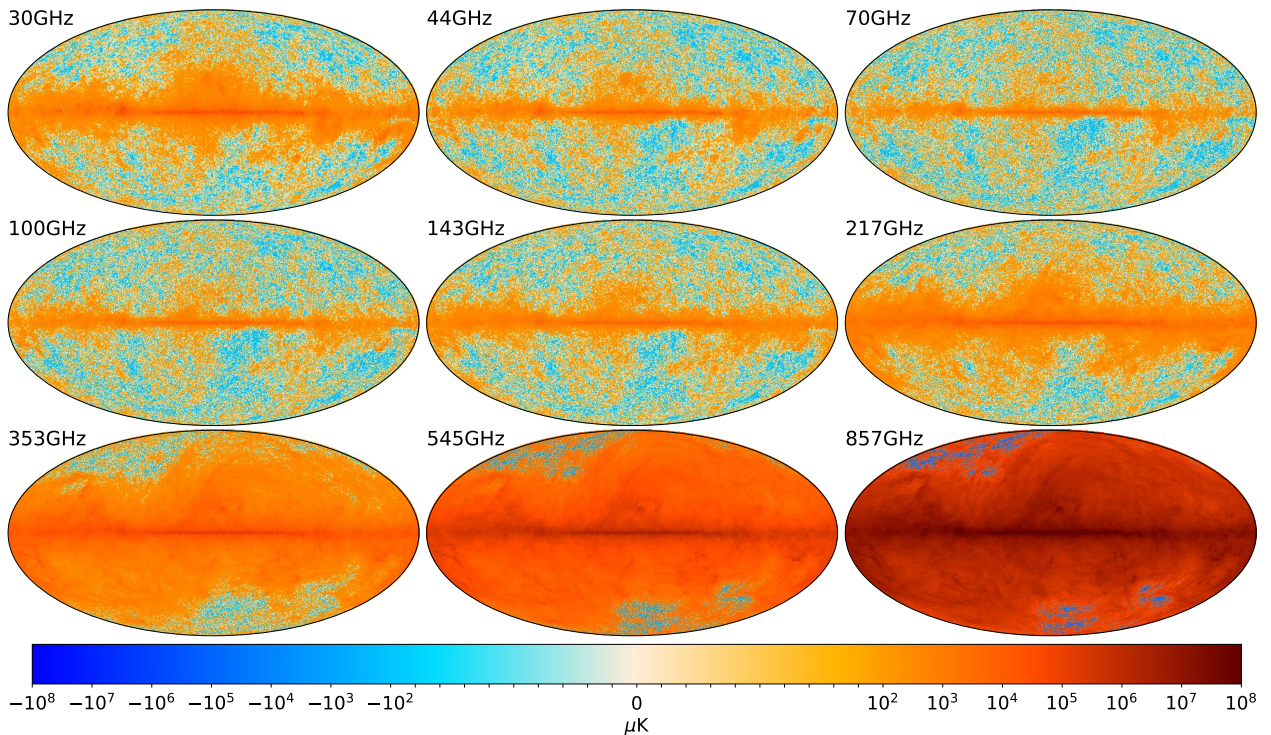 30GHz 44GHz 70GHz
100GHz 143GHz 217GHz
353GHz 545GHz 857GHz
−10⁸ −10⁷ −10⁶ −10⁵ −10⁴ −10³ −10² 0 10² 10³ 10⁴ 10⁵ 10⁶ 10⁷ 10⁸
μK